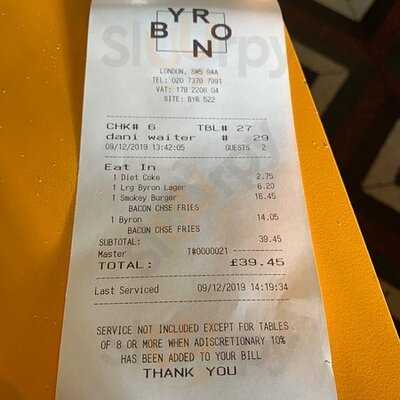 BYRON
LONDON, SW5 0AA
TEL: 020 7370 7991
VAT: 178 2206 04
SITE: BYR 522
CHK# 6 TBL# 27
dani waiter # 29
09/12/2019 13:42:05 GUESTS 2
Eat In
1 Diet Coke 2.75
1 Lrg Byron Lager 6.20
1 Smokey Burger 16.45
BACON CHSE FRIES
1 Byron 14.05
BACON CHSE FRIES
SUBTOTAL: 39.45
Master T#0000021
TOTAL: £39.45
Last Serviced 09/12/2019 14:19:34
SERVICE NOT INCLUDED EXCEPT FOR TABLES
OF 8 OR MORE WHEN ADISCRETIONARY 10%
HAS BEEN ADDED TO YOUR BILL
THANK YOU
Sluurpy